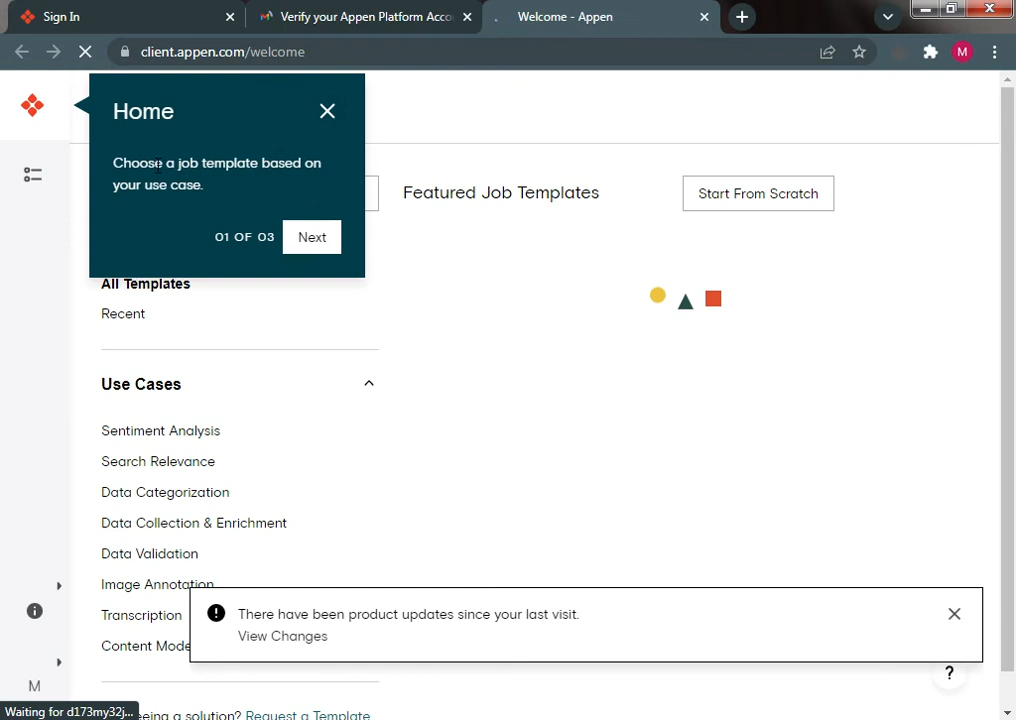 Sign In
Verify your Appen Platform Acco
Welcome - Appen
client.appen.com/welcome
M
Home
Choose a job template based on
your use case.
01 OF 03
Next
Featured Job Templates
Start From Scratch
All Templates
Recent
Use Cases
Sentiment Analysis
Search Relevance
Data Categorization
Data Collection & Enrichment
Data Validation
Image Annotation
Transcription
Content Mode
There have been product updates since your last visit.
View Changes
?
M
Waiting for d173my32j...
eeing a solution? Request a Template